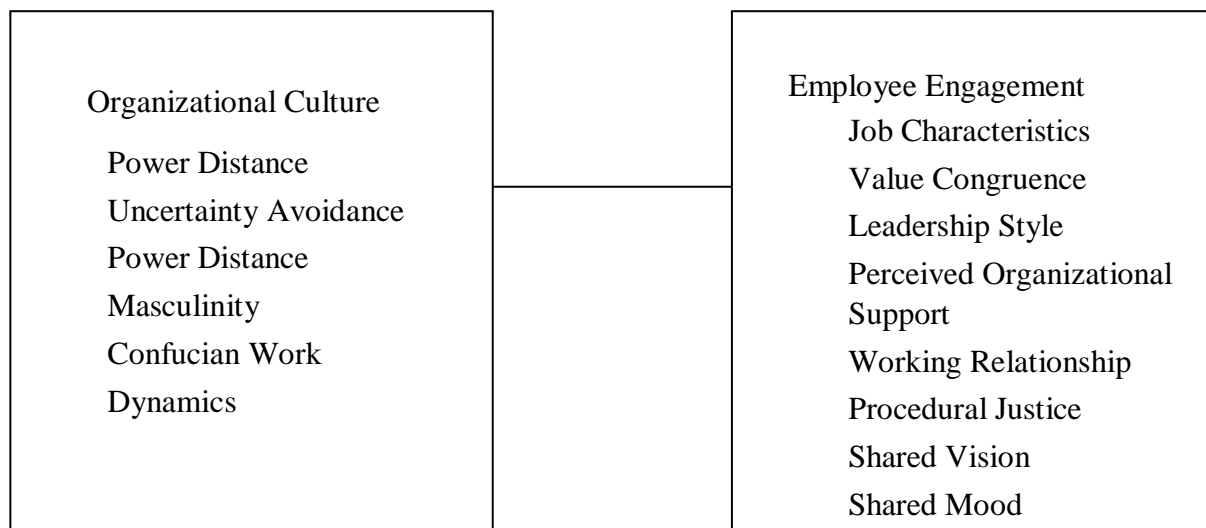 Organizational Culture
Power Distance
Uncertainty Avoidance
Power Distance
Masculinity
Confucian Work
Dynamics
Employee Engagement
Job Characteristics
Value Congruence
Leadership Style
Perceived Organizational
Support
Working Relationship
Procedural Justice
Shared Vision
Shared Mood